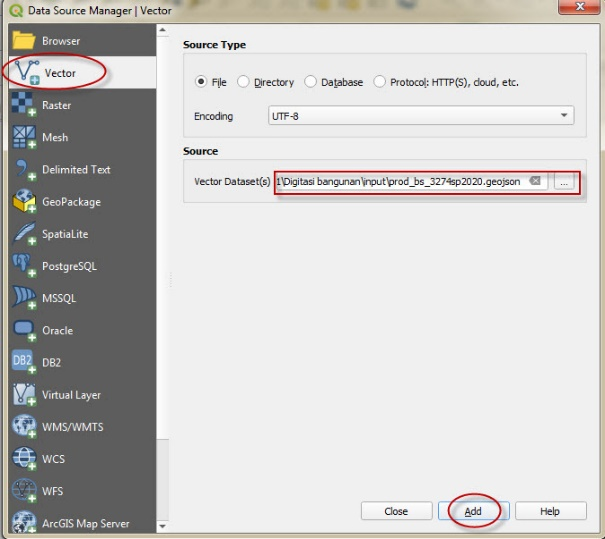 Data Source Manager | Vector
Browser
Vector
Raster
Mesh
Delimited Text
GeoPackage
SpatiaLite
PostgreSQL
MSSQL
Oracle
DB2
DB2
Virtual Layer
WMS/WMTS
WCS
WFS
ArcGIS Map Server
Source Type
File Directory Database Protocol: HTTP(S), cloud, etc.
Encoding UTF-8
Source
Vector Dataset(s) 1\Digitasi bangunan\input\prod_bs_3274sp2020.geojson ...
Close Add Help